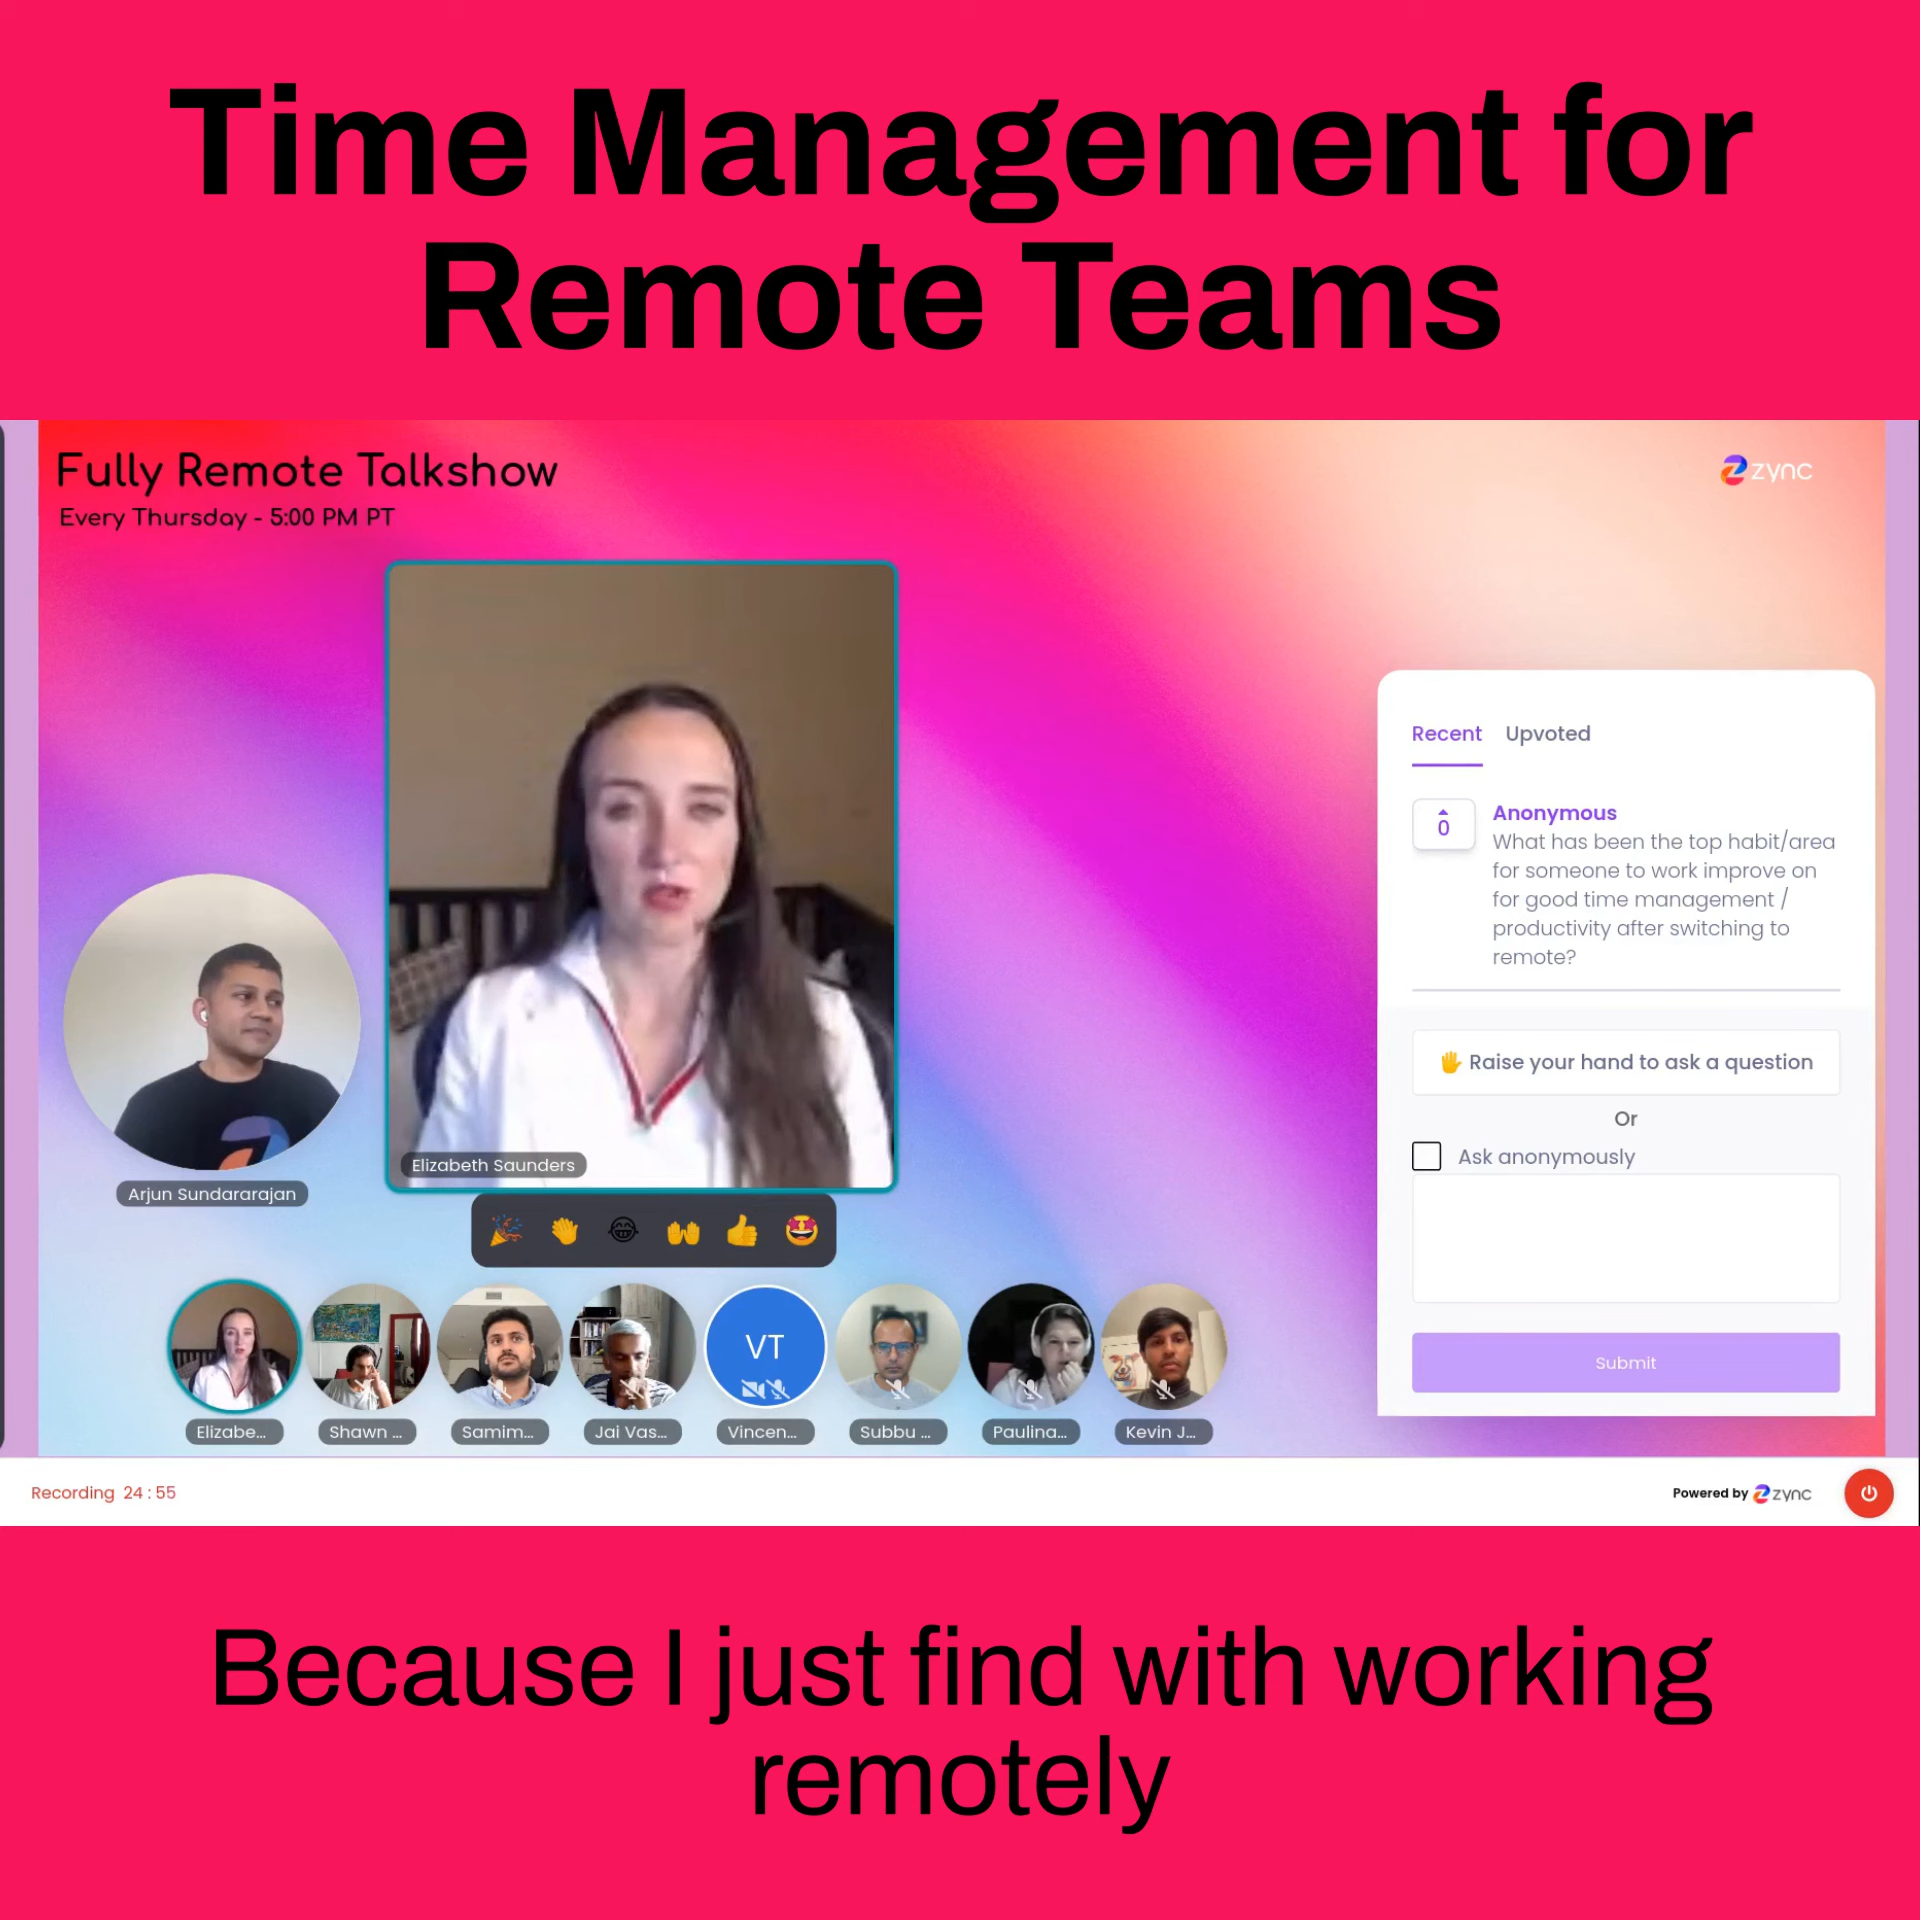 Time Management for
Remote Teams
Fully Remote Talkshow
Every Thursday - 5:00 PM PT
zync
Elizabeth Saunders
Arjun Sundararajan
Recent Upvoted
0
Anonymous
What has been the top habit/area
for someone to work improve on
for good time management /
productivity after switching to
remote?
Raise your hand to ask a question
Or
Ask anonymously
Submit
VT
Elizabe...
Shawn ...
Samim...
Jai Vas...
Vincen...
Subbu ...
Paulina...
Kevin J...
Recording 24 : 55
Powered by zync
Because I just find with working
remotely